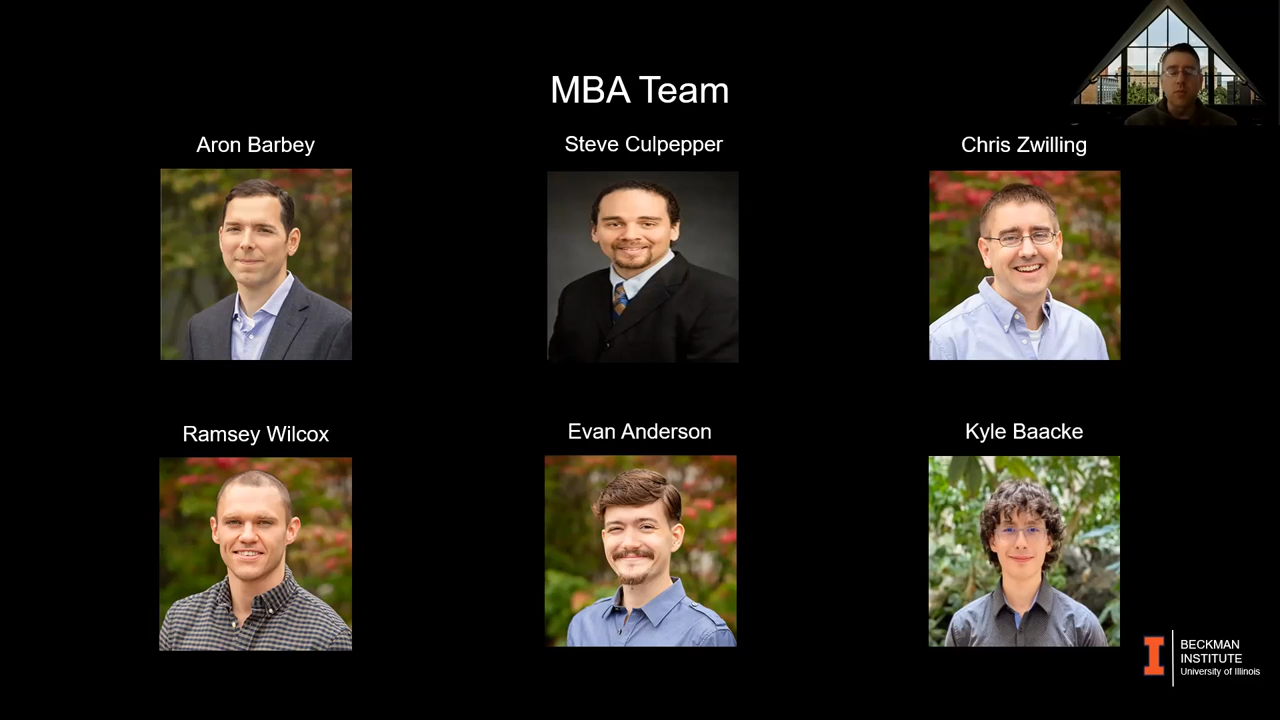 MBA Team
Aron Barbey
Steve Culpepper
Chris Zwilling
Ramsey Wilcox
Evan Anderson
Kyle Baacke
BECKMAN
INSTITUTE
University of Illinois